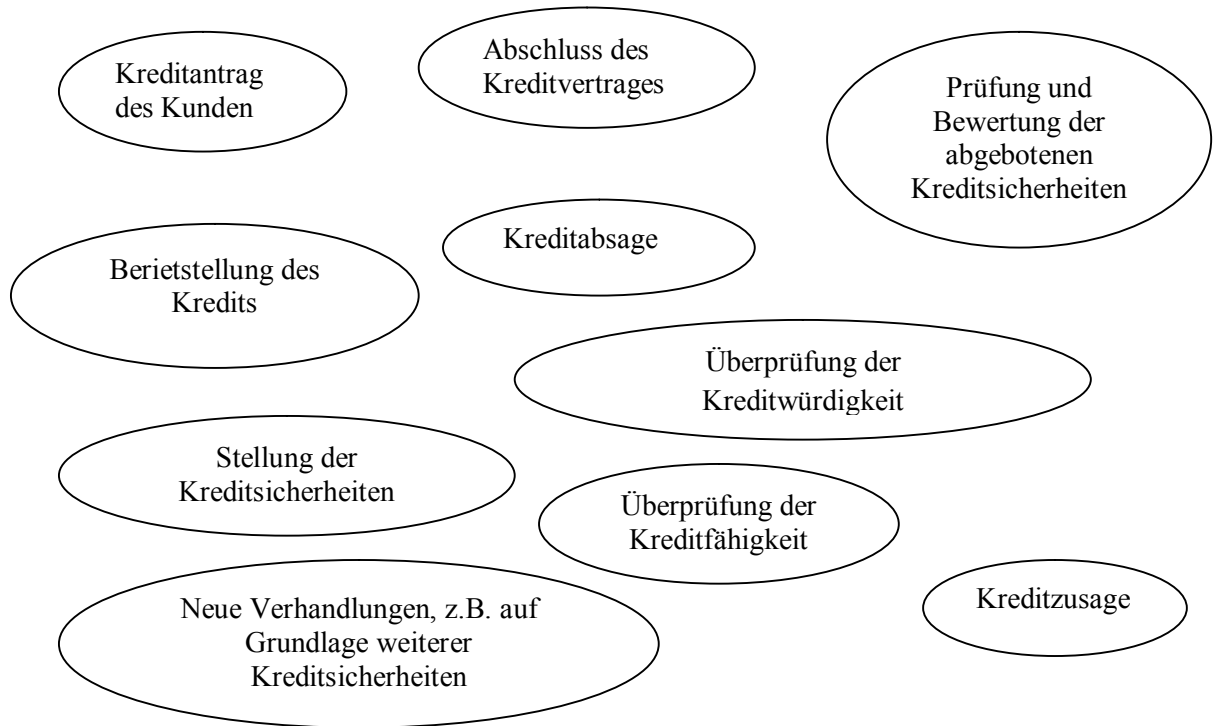 Kreditantrag
des Kunden
Abschluss des
Kreditvertrages
Prüfung und
Bewertung der
abgebotenen
Kreditsicherheiten
Kreditabsage
Berietstellung des
Kredits
Überprüfung der
Kreditwürdigkeit
Stellung der
Kreditsicherheiten
Überprüfung der
Kreditfähigkeit
Kreditzusage
Neue Verhandlungen, z.B. auf
Grundlage weiterer
Kreditsicherheiten